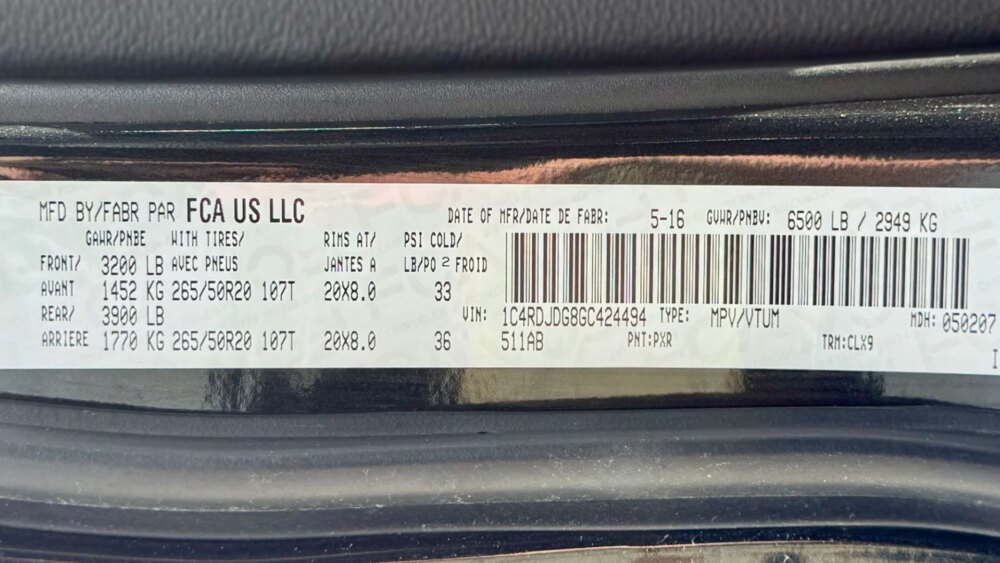 MFD BY/FABR PAR FCA US LLC DATE OF MFR/DATE DE FABR: 5-16 GVWR/PNBV: 6500 LB / 2949 KG
GAWR/PNBE WITH TIRES/ RIMS AT/ PSI COLD/
FRONT/ 3200 LB AVEC PNEUS JANTES A LB/PO 2 FROID
AVANT 1452 KG 265/50R20 107T 20X8.0 33
REAR/ 3900 LB VIN: 1C4RDJDG8GC424494 TYPE: MPV/VTUM MDH: 050207
ARRIERE 1770 KG 265/50R20 107T 20X8.0 36 511AB PNT:PXR TRM:CLX9